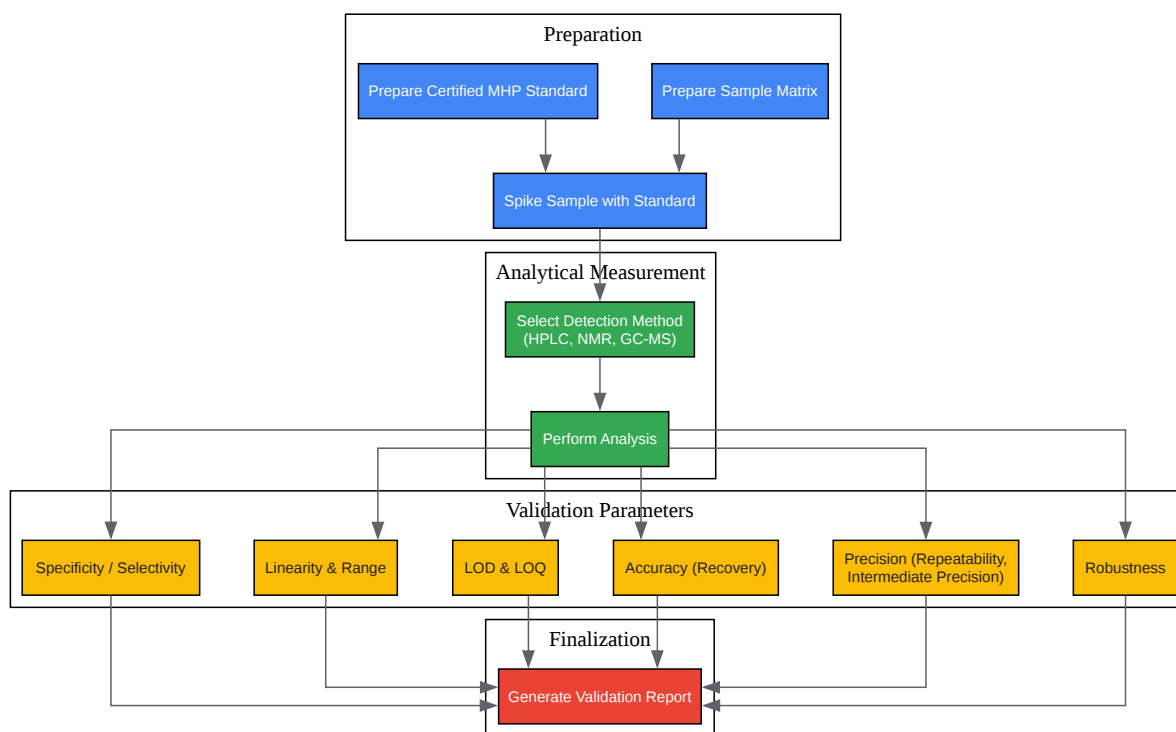 Preparation
Prepare Certified MHP Standard
Prepare Sample Matrix
Spike Sample with Standard
Analytical Measurement
Select Detection Method
(HPLC, NMR, GC-MS)
Perform Analysis
Validation Parameters
Specificity / Selectivity
Linearity & Range
LOD & LOQ
Accuracy (Recovery)
Precision (Repeatability,
Intermediate Precision)
Robustness
Finalization
Generate Validation Report